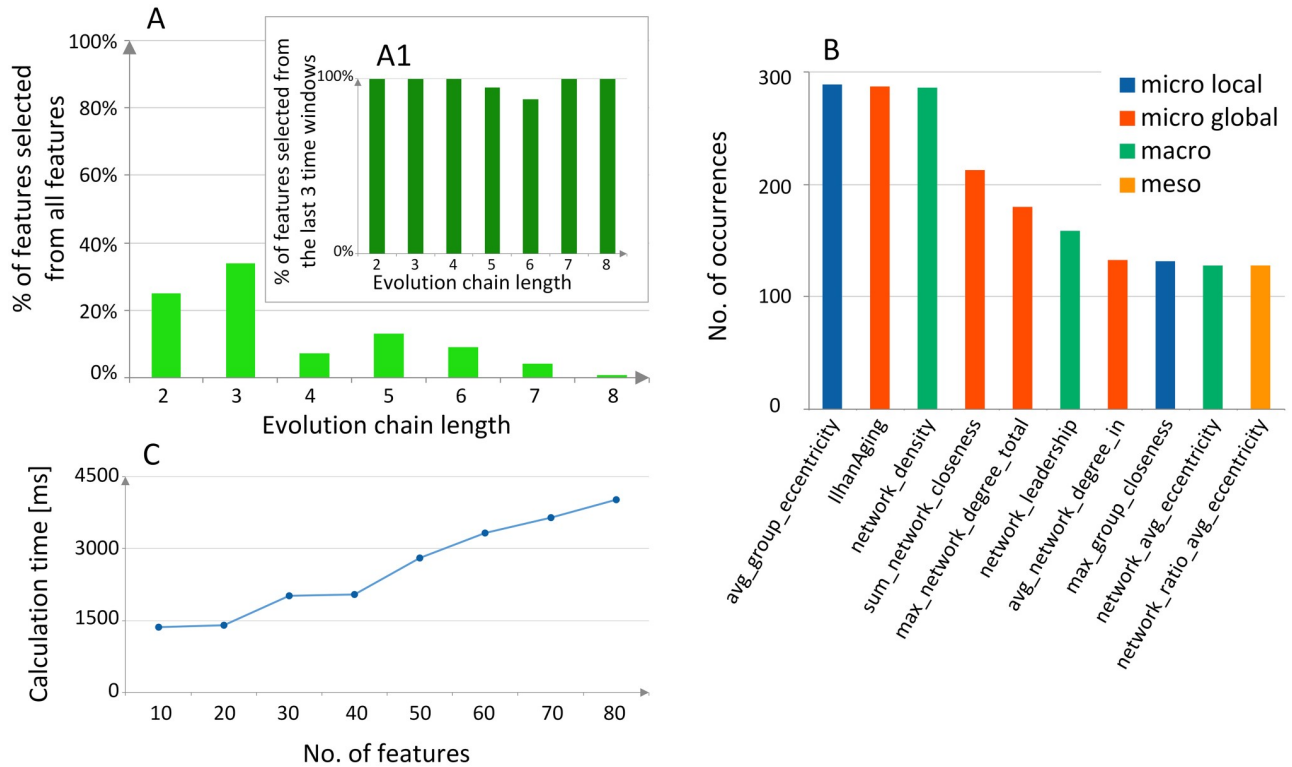 A
100%
80%
60%
40%
20%
0%
% of features selected
from all features
2 3 4 5 6 7 8
Evolution chain length
A1
100%
0%
% of features selected from
the last 3 time windows
2 3 4 5 6 7 8
Evolution chain length
B
300
200
100
0
No. of occurrences
micro local
micro global
macro
meso
avg_group_eccentricity
IlhanAging
network_density
sum_network_closeness
max_network_degree_total
network_leadership
avg_network_degree_in
max_group_closeness
network_avg_eccentricity
network_ratio_avg_eccentricity
C
4500
3000
1500
0
Calculation time [ms]
10 20 30 40 50 60 70 80
No. of features